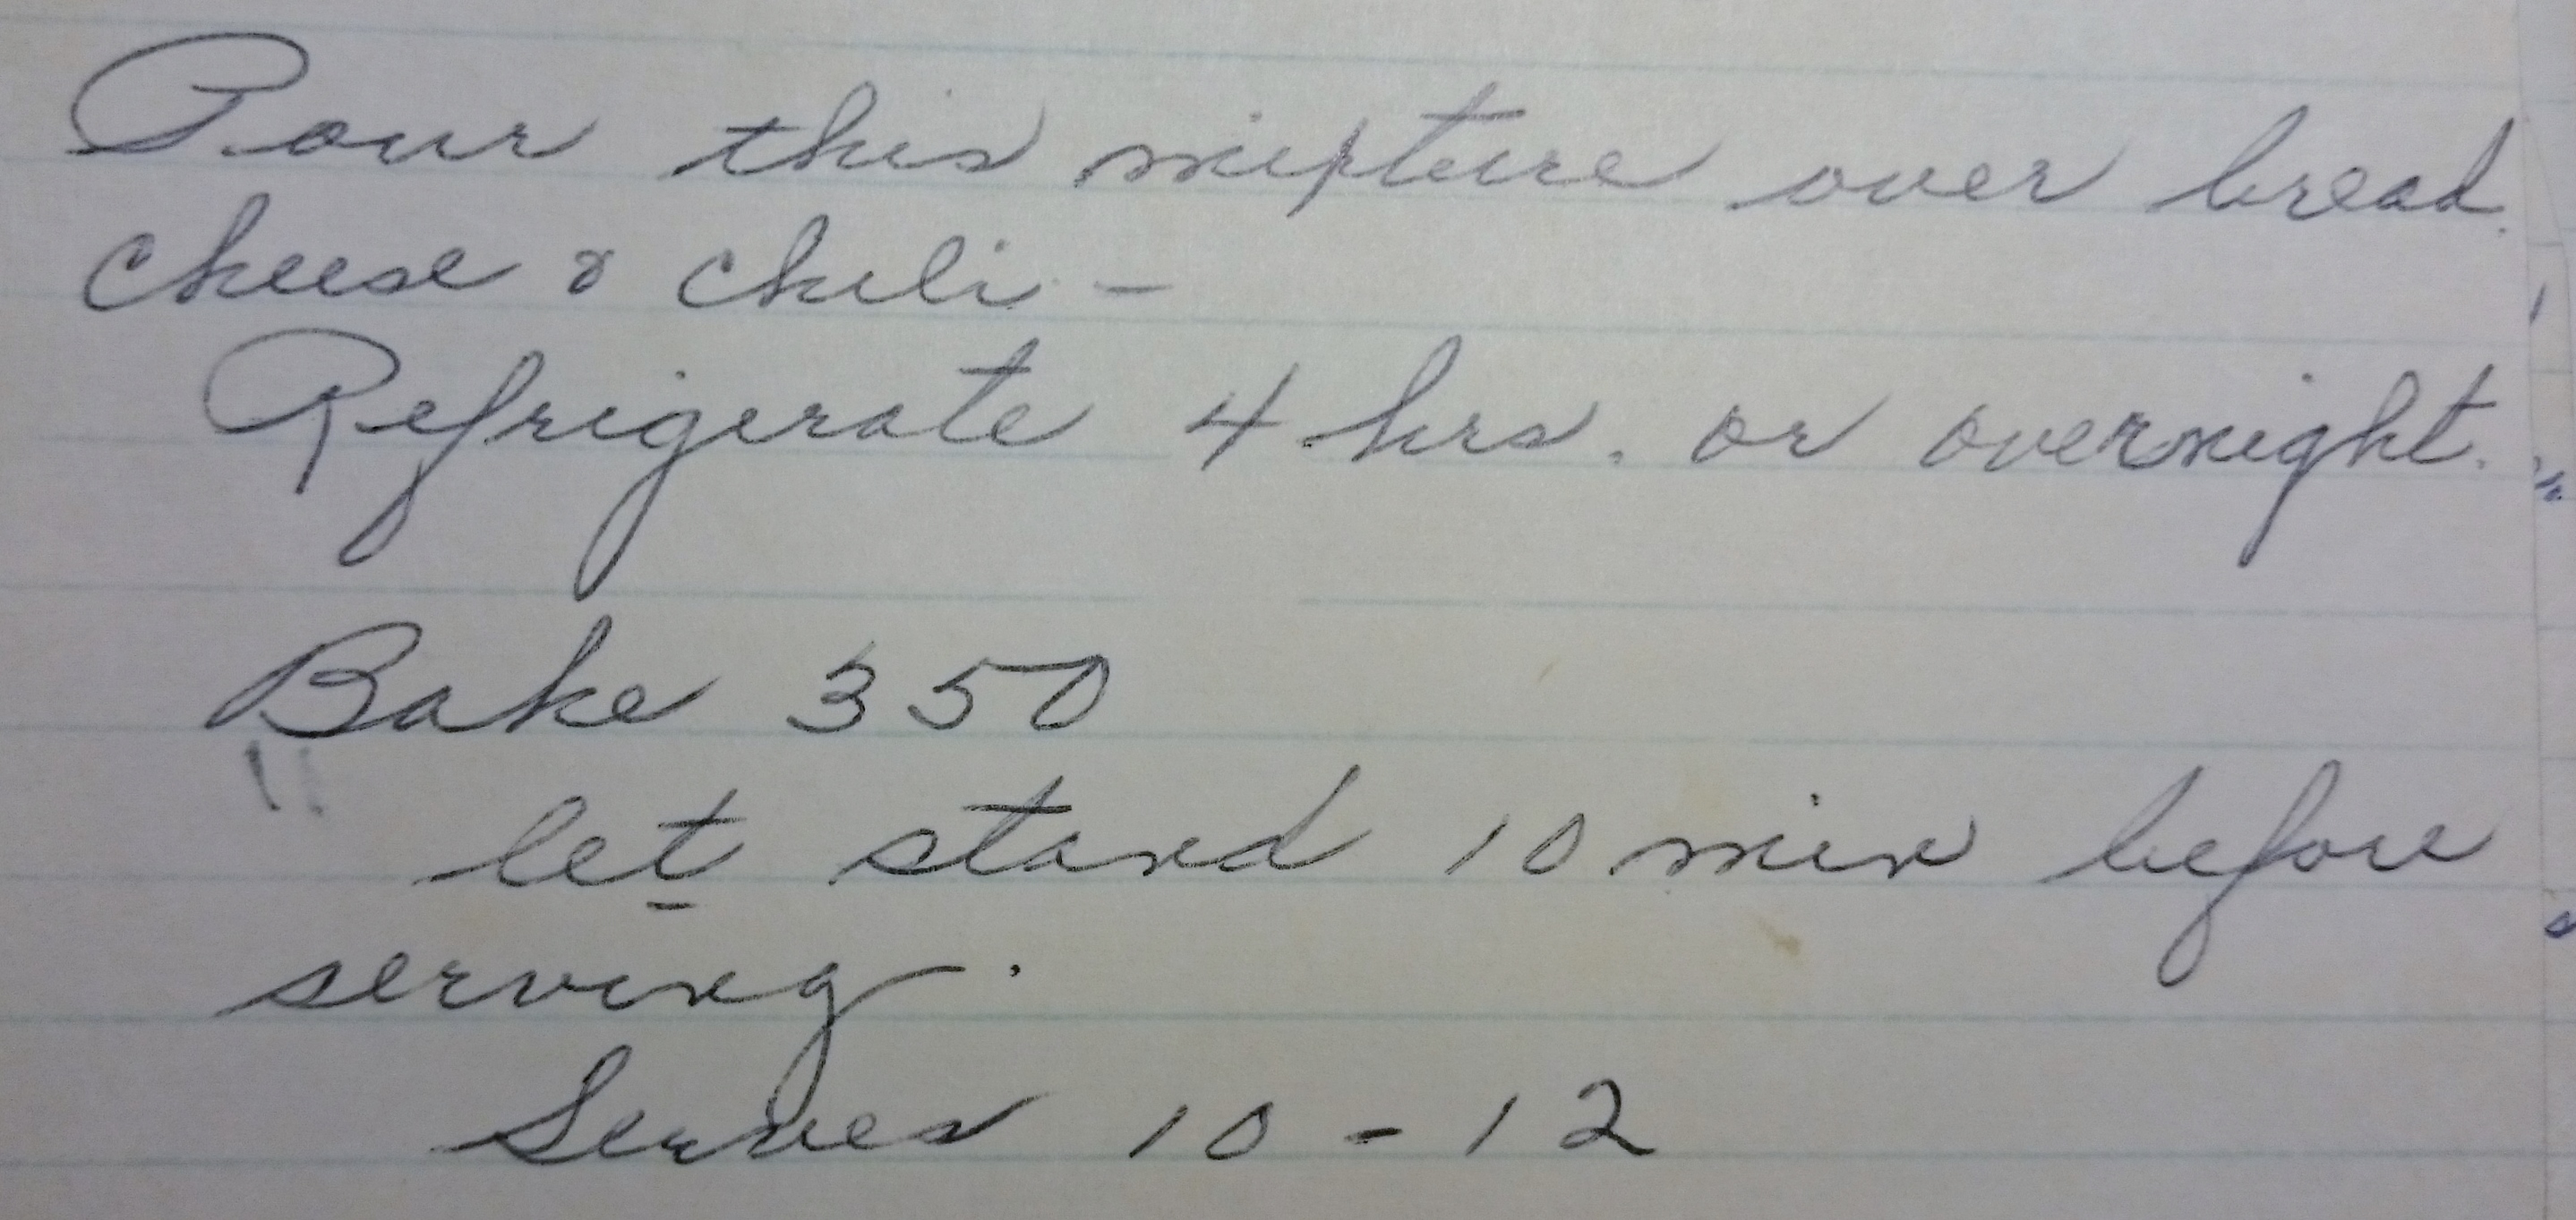 Pour this mixture over bread.
cheese & chili -
Refrigerate 4 hrs. or overnight.
Bake 350
"
let stand 10 min before
serving.
Serves 10 - 12